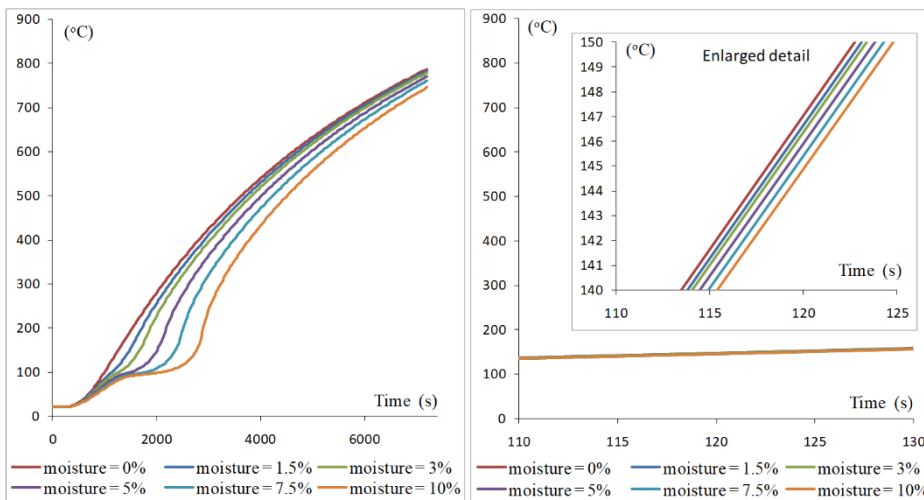 900
(°C)
800
700
600
500
400
300
200
100
0
Time (s)
0 2000 4000 6000
moisture = 0% moisture = 1.5% moisture = 3%
moisture = 5% moisture = 7.5% moisture = 10%
900
(°C)
800
700
600
500
400
300
200
100
0
Time (s)
110 115 120 125 130
150
(°C)
Enlarged detail
149
148
147
146
145
144
143
142
141
140
Time (s)
110 115 120 125
moisture = 0% moisture = 1.5% moisture = 3%
moisture = 5% moisture = 7.5% moisture = 10%